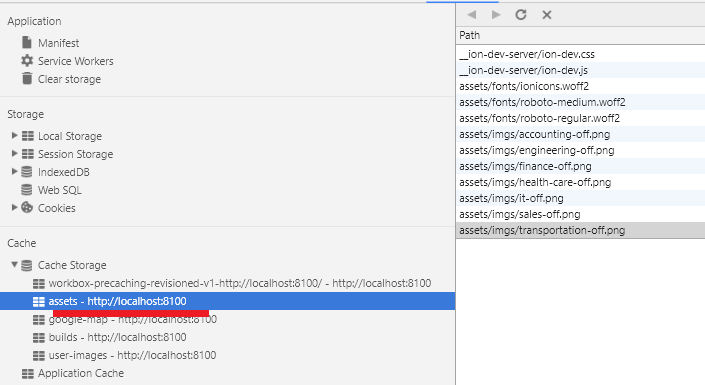 Application
Manifest
Service Workers
Clear storage
Storage
Local Storage
Session Storage
IndexedDB
Web SQL
Cookies
Cache
Cache Storage
workbox-precaching-revisioned-v1-http://localhost:8100/ - http://localhost:8100
assets - http://localhost:8100
google-map - http://localhost:8100
builds - http://localhost:8100
user-images - http://localhost:8100
Application Cache
Path
__ion-dev-server/ion-dev.css
__ion-dev-server/ion-dev.js
assets/fonts/ionicons.woff2
assets/fonts/roboto-medium.woff2
assets/fonts/roboto-regular.woff2
assets/imgs/accounting-off.png
assets/imgs/engineering-off.png
assets/imgs/finance-off.png
assets/imgs/health-care-off.png
assets/imgs/it-off.png
assets/imgs/sales-off.png
assets/imgs/transportation-off.png